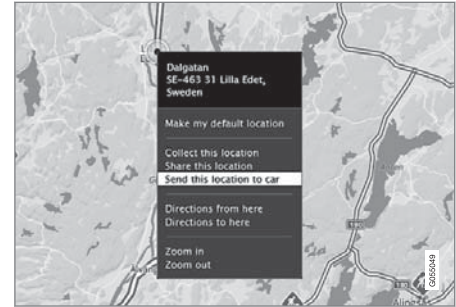 Dalgatan
SE-463 31 Lilla Edet,
Sweden
Make my default location
Collect this location
Share this location
Send this location to car
Directions from here
Directions to here
Zoom in
Zoom out
180
G055049